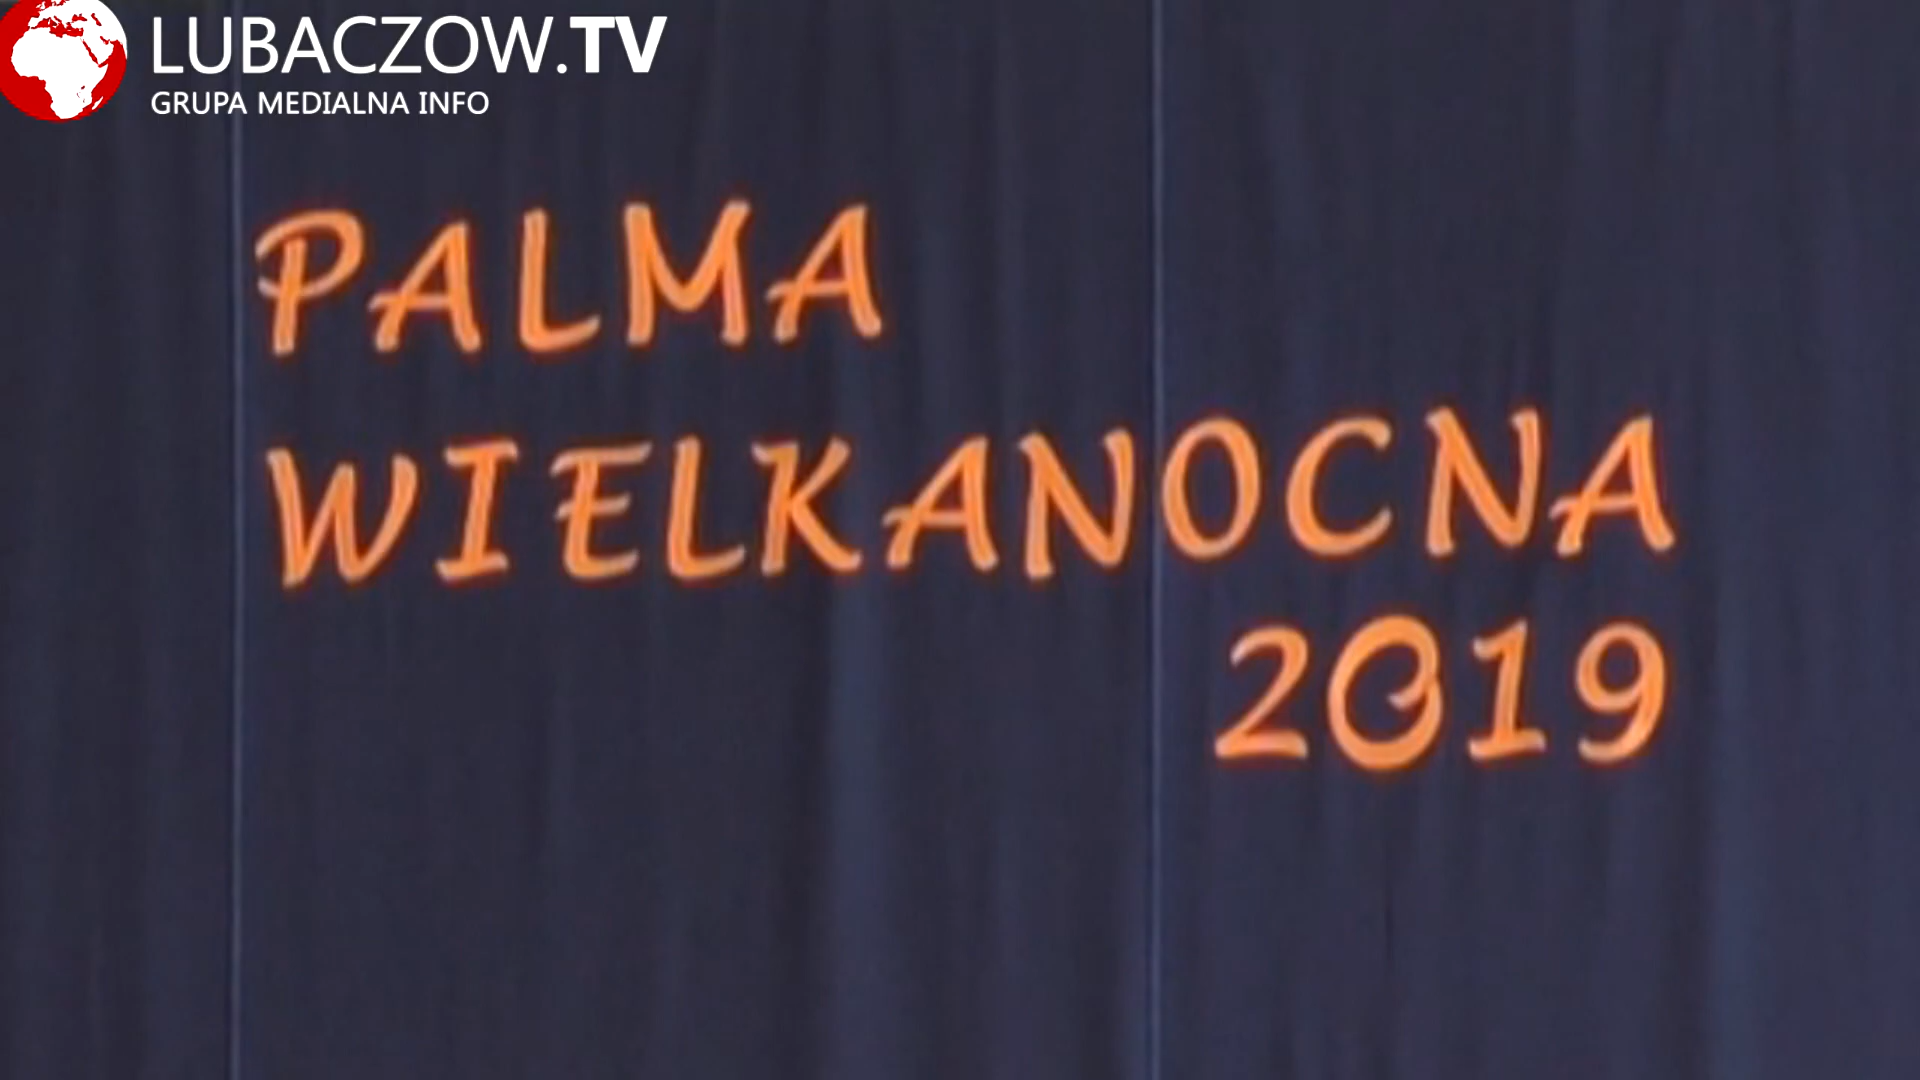 LUBACZOW.TV
GRUPA MEDIALNA INFO
PALMA
WIELKANOCNA
2019